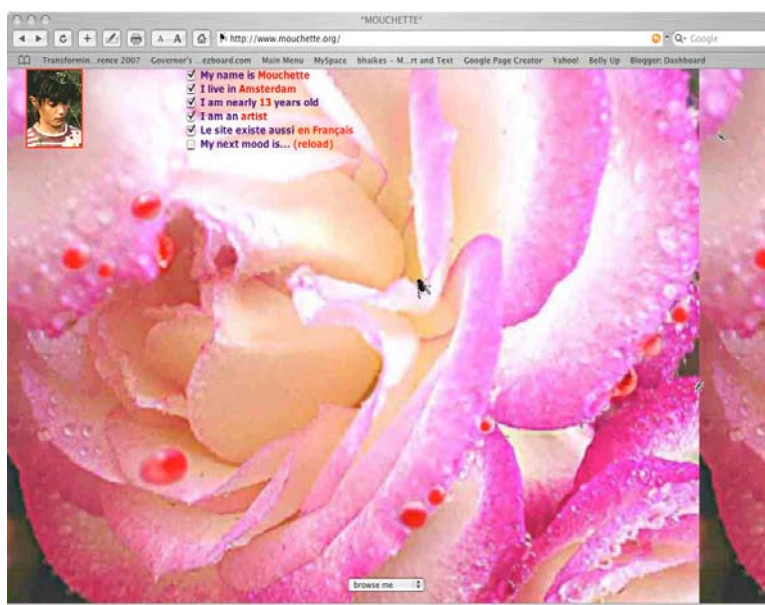 *MOUCHETTE*
A A http://www.mouchette.org/ Q- Google
Transformin...rence 2007 Governor's ...ezboard.com Main Menu MySpace bhaikes – M...rt and Text Google Page Creator Yahoo! Belly Up Blogger: Dashboard
My name is Mouchette
I live in Amsterdam
I am nearly 13 years old
I am an artist
Le site existe aussi en Français
My next mood is... (reload)
browse me